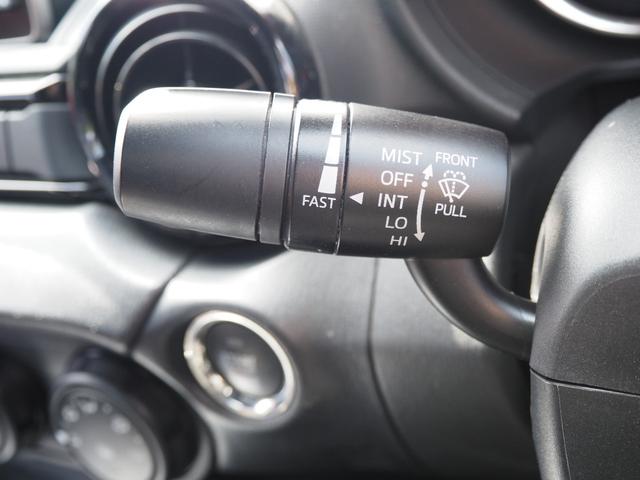 MIST FRONT
OFF
INT
FAST PULL
LO
HI